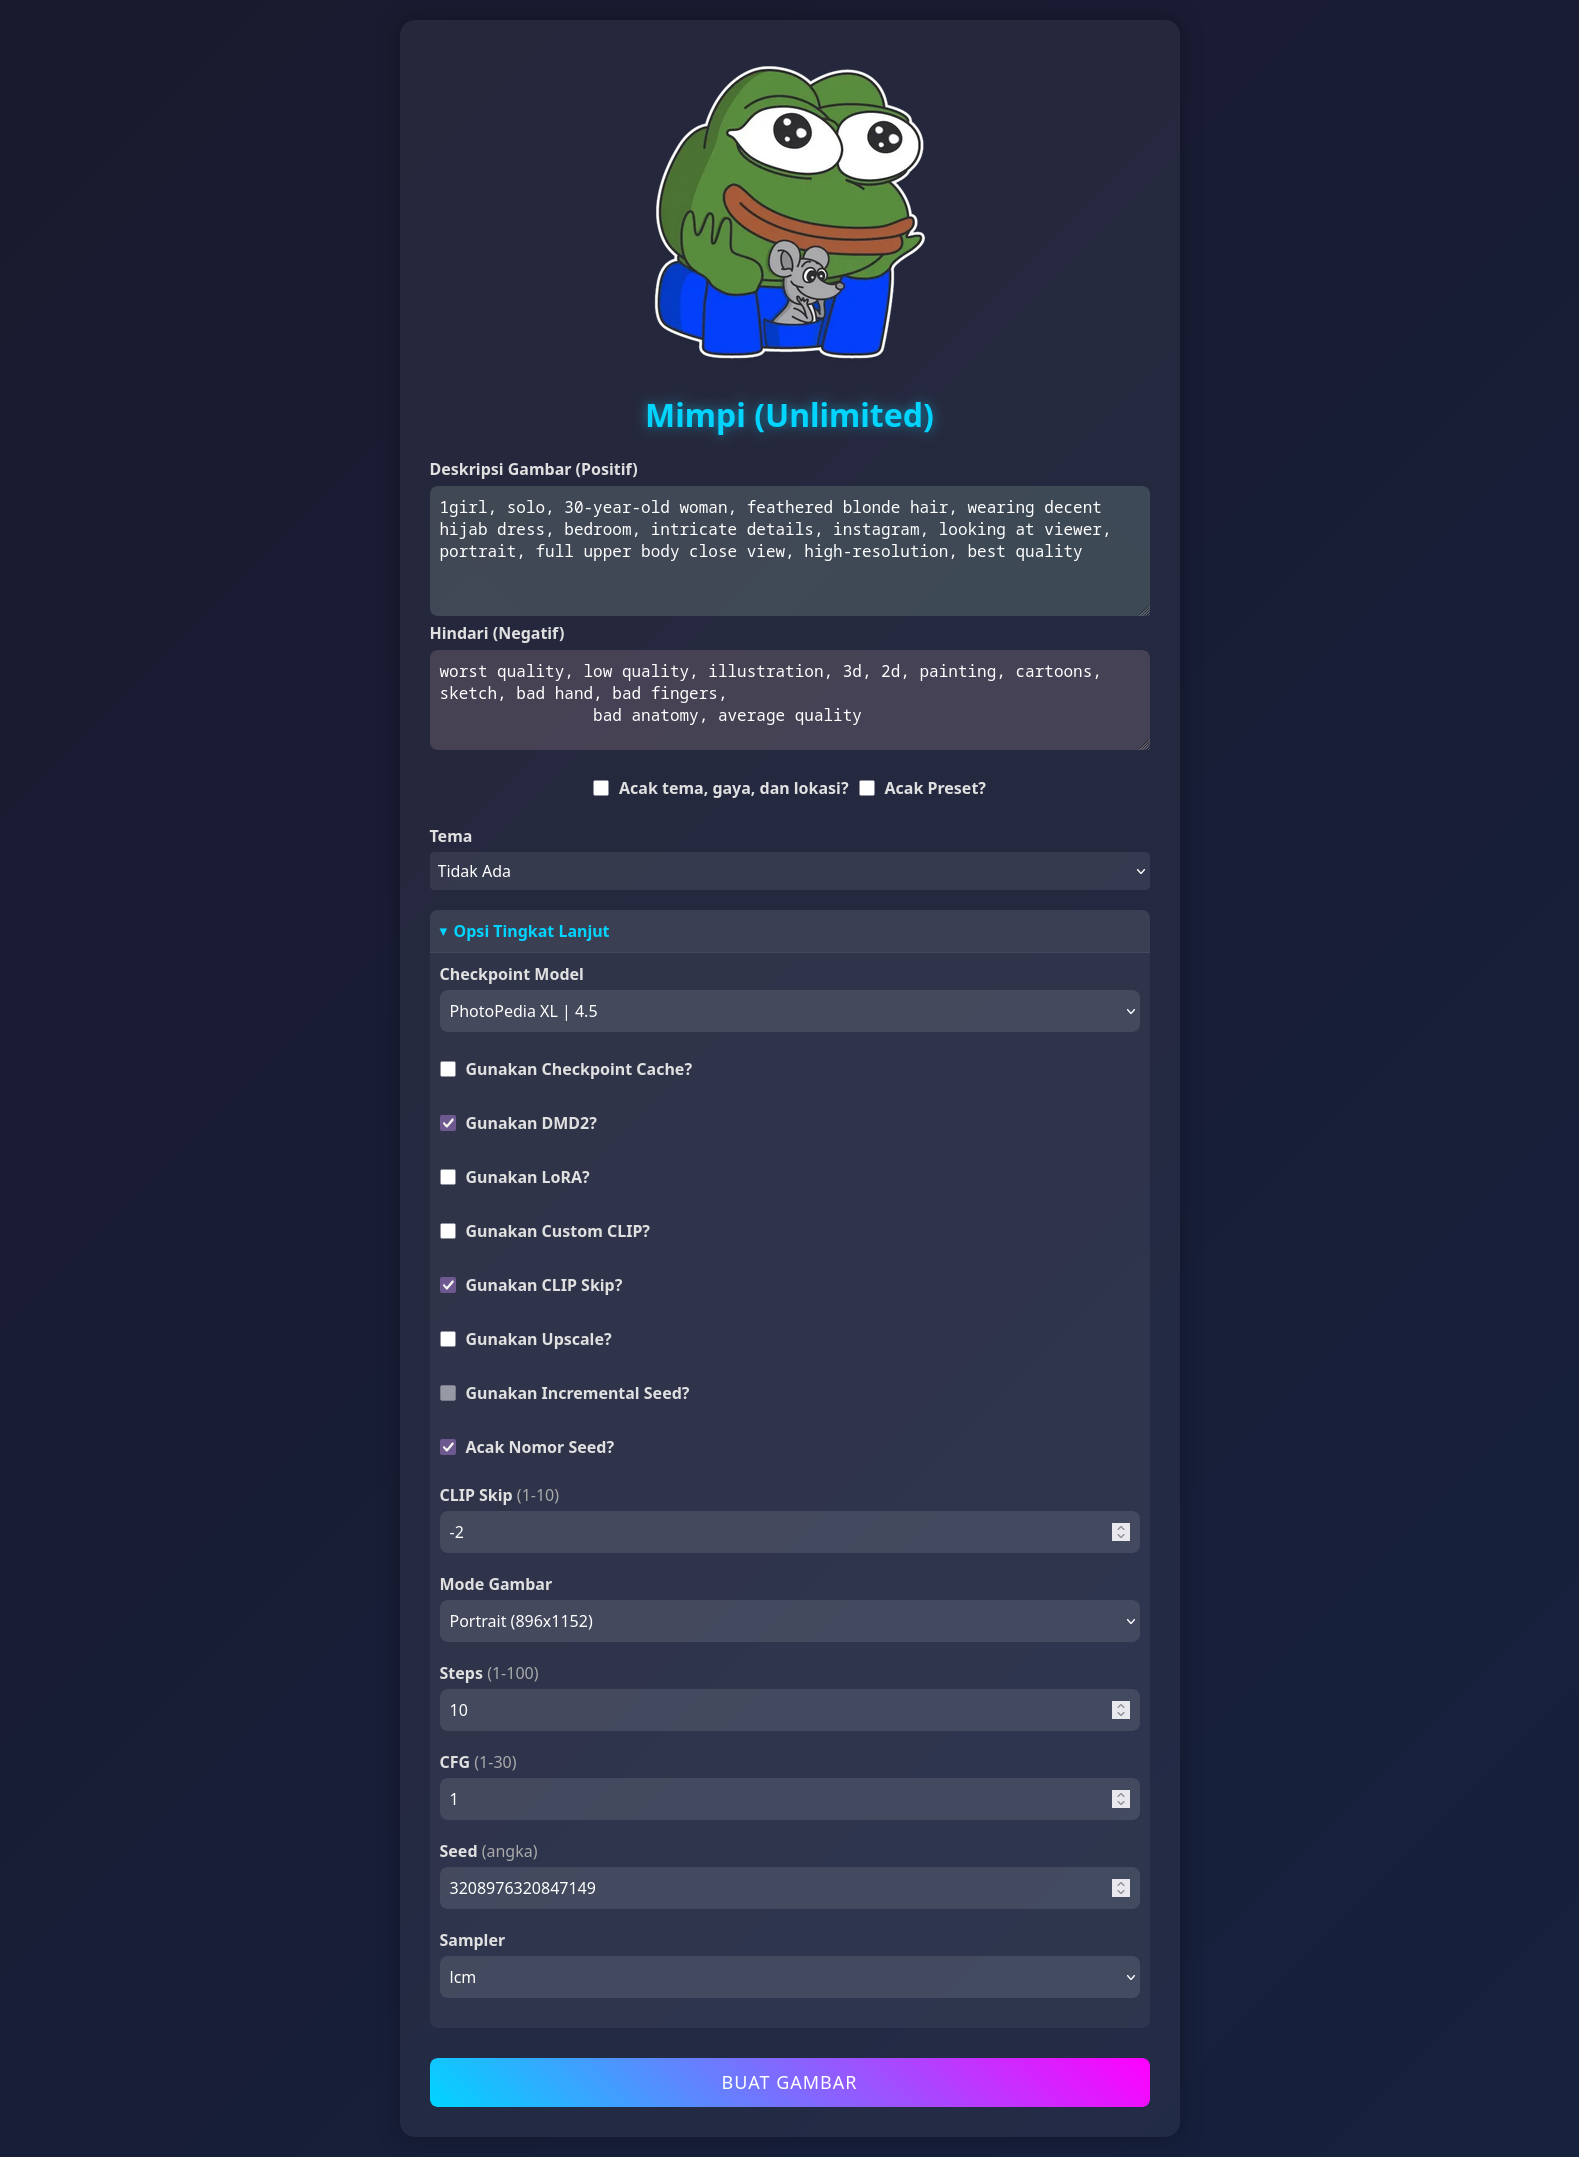 Mimpi (Unlimited)
Deskripsi Gambar (Positif)
1girl, solo, 30-year-old woman, feathered blonde hair, wearing decent
hijab dress, bedroom, intricate details, instagram, looking at viewer,
portrait, full upper body close view, high-resolution, best quality
Hindari (Negatif)
worst quality, low quality, illustration, 3d, 2d, painting, cartoons,
sketch, bad hand, bad fingers,
bad anatomy, average quality
Acak tema, gaya, dan lokasi? Acak Preset?
Tema
Tidak Ada
▾ Opsi Tingkat Lanjut
Checkpoint Model
PhotoPedia XL | 4.5
Gunakan Checkpoint Cache?
Gunakan DMD2?
Gunakan LoRA?
Gunakan Custom CLIP?
Gunakan CLIP Skip?
Gunakan Upscale?
Gunakan Incremental Seed?
Acak Nomor Seed?
CLIP Skip (1-10)
-2
Mode Gambar
Portrait (896x1152)
Steps (1-100)
10
CFG (1-30)
1
Seed (angka)
3208976320847149
Sampler
lcm
BUAT GAMBAR